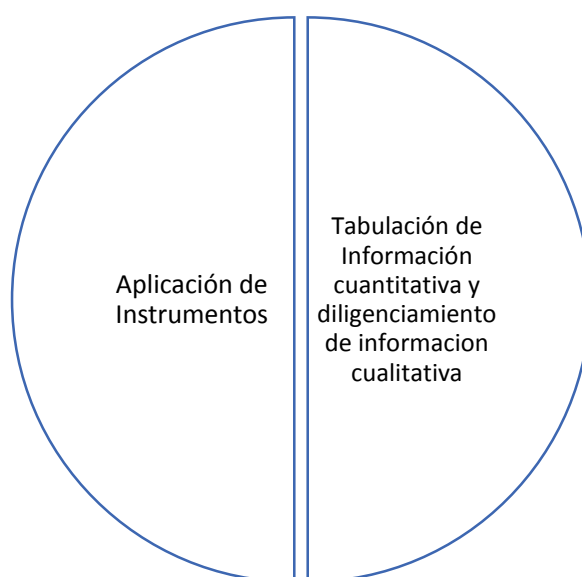 Aplicación de
Instrumentos
Tabulación de
Información
cuantitativa y
diligenciamiento
de informacion
cualitativa